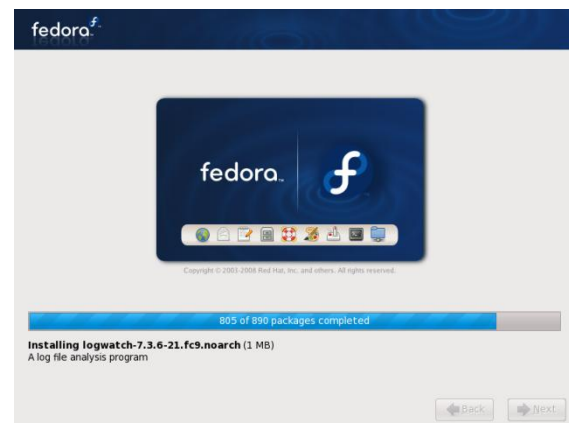 fedora
fedora
Copyright © 2003-2008 Red Hat, Inc. and others. All rights reserved.
805 of 890 packages completed
Installing logwatch-7.3.6-21.fc9.noarch (1 MB)
A log file analysis program
Back Next